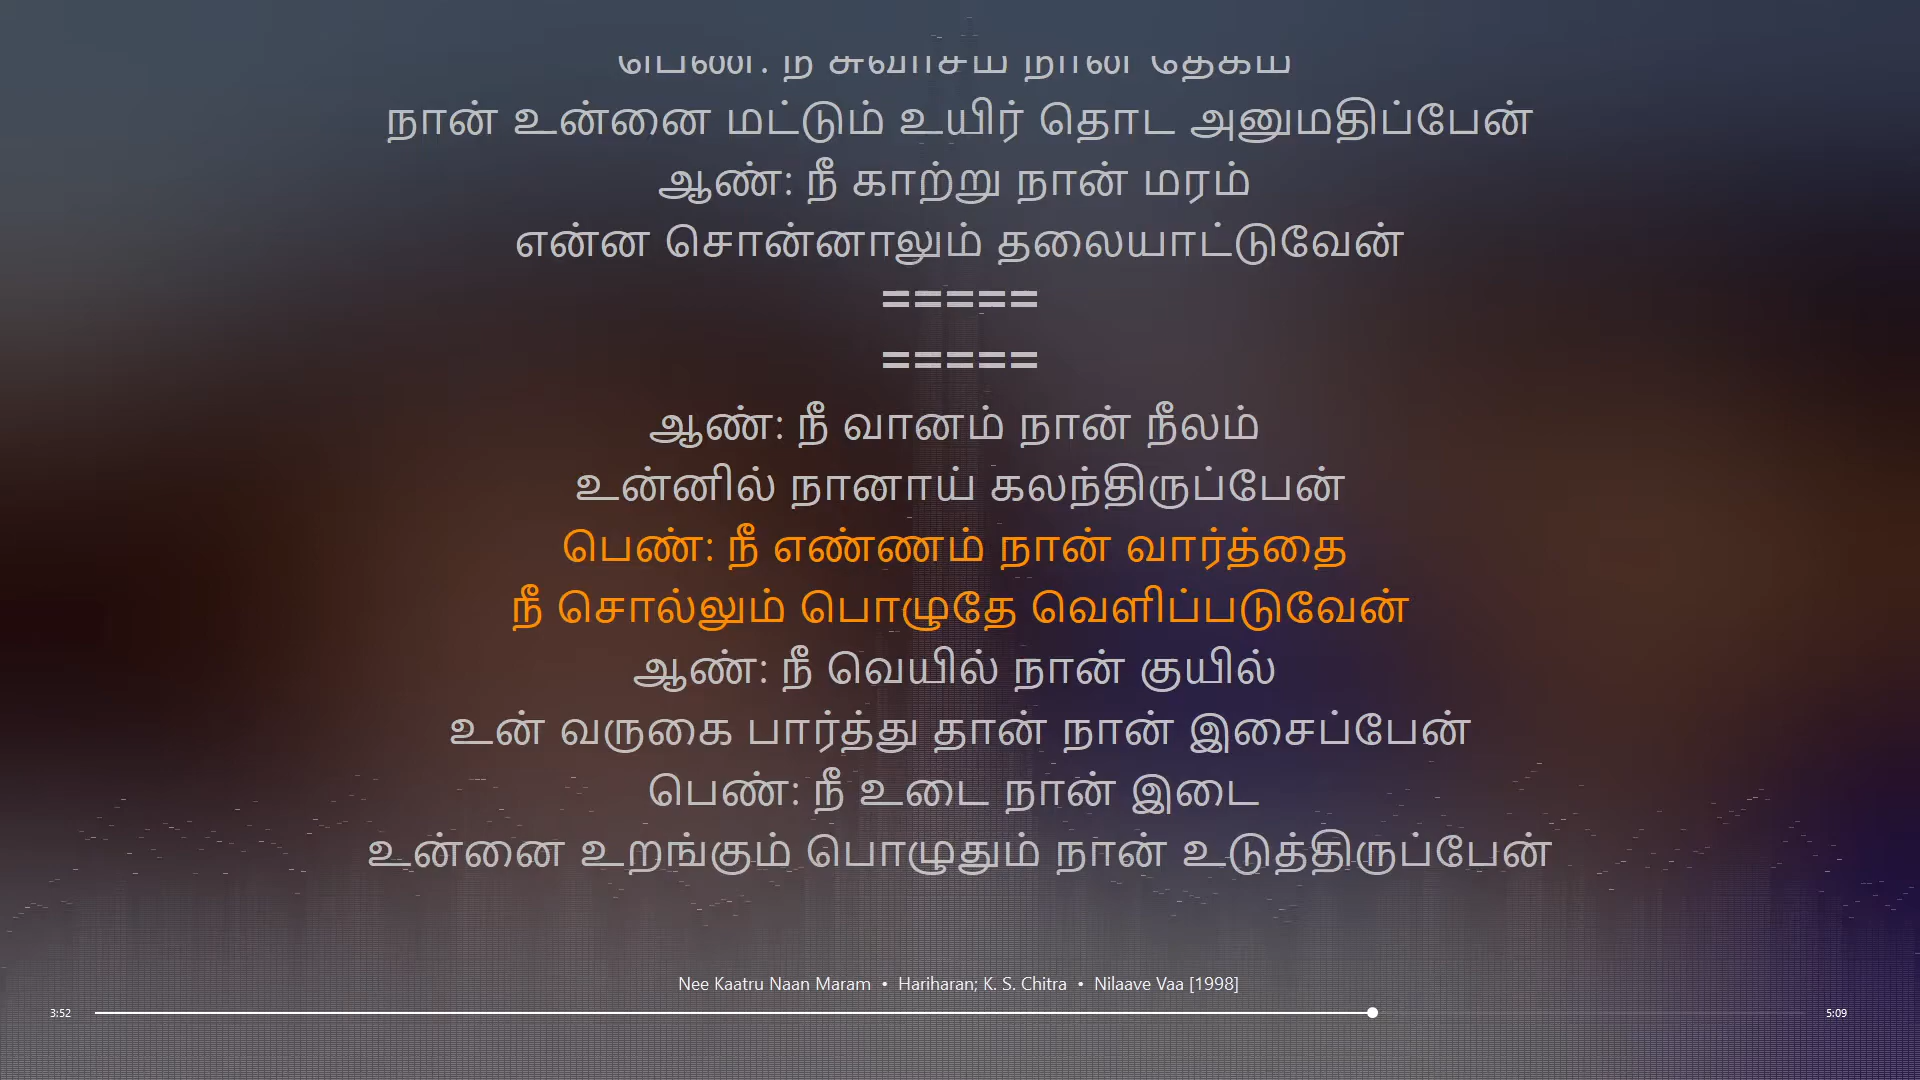 பெண்: நீ சுவாசம் நான் தேகம்
நான் உன்னை மட்டும் உயிர் தொட அனுமதிப்பேன்
ஆண்: நீ காற்று நான் மரம்
என்ன சொன்னாலும் தலையாட்டுவேன்
=====
=====
ஆண்: நீ வானம் நான் நீலம்
உன்னில் நானாய் கலந்திருப்பேன்
பெண்: நீ எண்ணம் நான் வார்த்தை
நீ சொல்லும் பொழுதே வெளிப்படுவேன்
ஆண்: நீ வெயில் நான் குயில்
உன் வருகை பார்த்து தான் நான் இசைப்பேன்
பெண்: நீ உடை நான் இடை
உன்னை உறங்கும் பொழுதும் நான் உடுத்திருப்பேன்
Nee Kaatru Naan Maram • Hariharan; K. S. Chitra • Nilaave Vaa [1998]
3:52
5:09